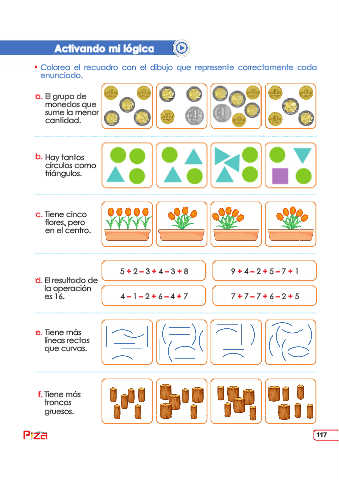 Activando mi lógica
• Colorea el recuadro con el dibujo que represente correctamente cada
enunciado.
a. El grupo de
monedas que
sume la menor
cantidad.
b. Hay tantos
círculos como
triángulos.
c. Tiene cinco
flores, pero
en el centro.
5 + 2 – 3 + 4 – 3 + 8
9 + 4 – 2 + 5 – 7 + 1
d. El resultado de
la operación
es 16.
4 – 1 – 2 + 6 – 4 + 7
7 + 7 – 7 + 6 – 2 + 5
e. Tiene más
líneas rectas
que curvas.
f. Tiene más
troncos
gruesos.
Piza
117